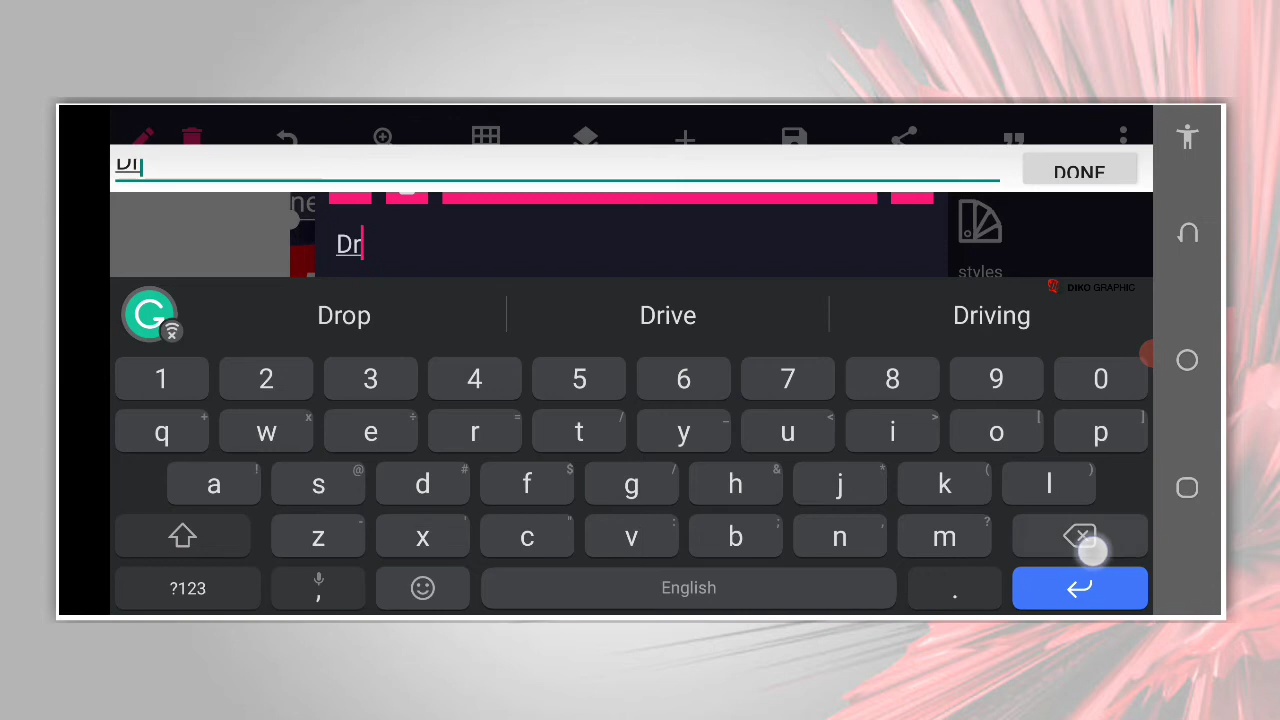 Dr
DONE
ne
Dr
styles
DIKO GRAPHIC
Drop Drive Driving
1 2 3 4 5 6 7 8 9 0
+ x ÷ = / _ < > [ ]
q w e r t y u i o p
! @ # $ / & * ( )
a s d f g h j k l
- ' " : ; , ?
z x c v b n m
?123 , English .